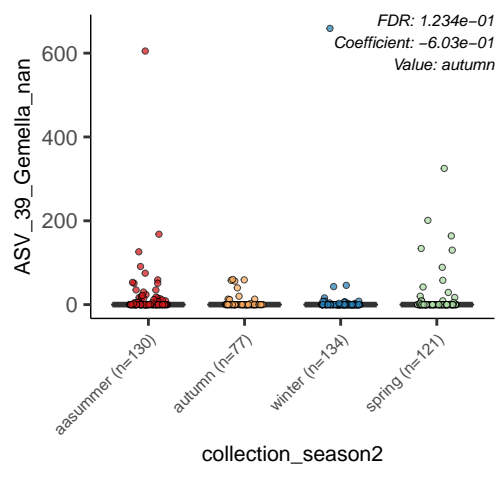 FDR: 1.234e−01
Coefficient: −6.03e−01
Value: autumn
ASV_39_Gemella_nan
600
400
200
0
aasummer (n=130)
autumn (n=77)
winter (n=134)
spring (n=121)
collection_season2